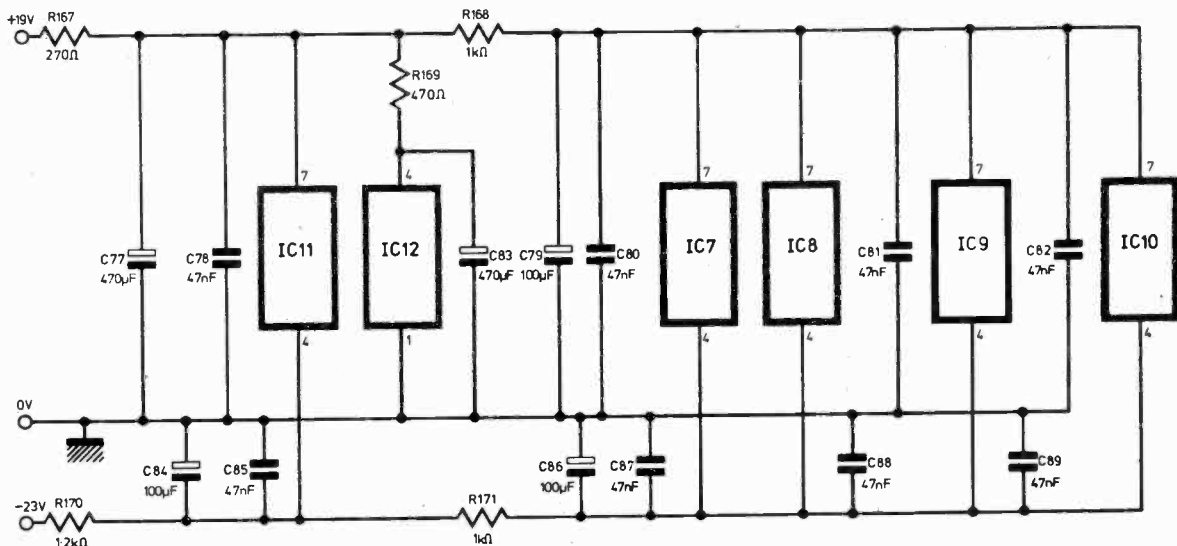 +19V
R167
270Ω
R168
1kΩ
R169
470Ω
7
4
7
7
7
7
IC11
IC12
IC7
IC8
IC9
IC10
C77
470µF
C78
47nF
C83
470µF
C79
100µF
C80
47nF
C81
47nF
C82
47nF
4
1
4
4
4
4
0V
C84
100µF
C85
47nF
C86
100µF
C87
47nF
C88
47nF
C89
47nF
-23V
R170
1·2kΩ
R171
1kΩ